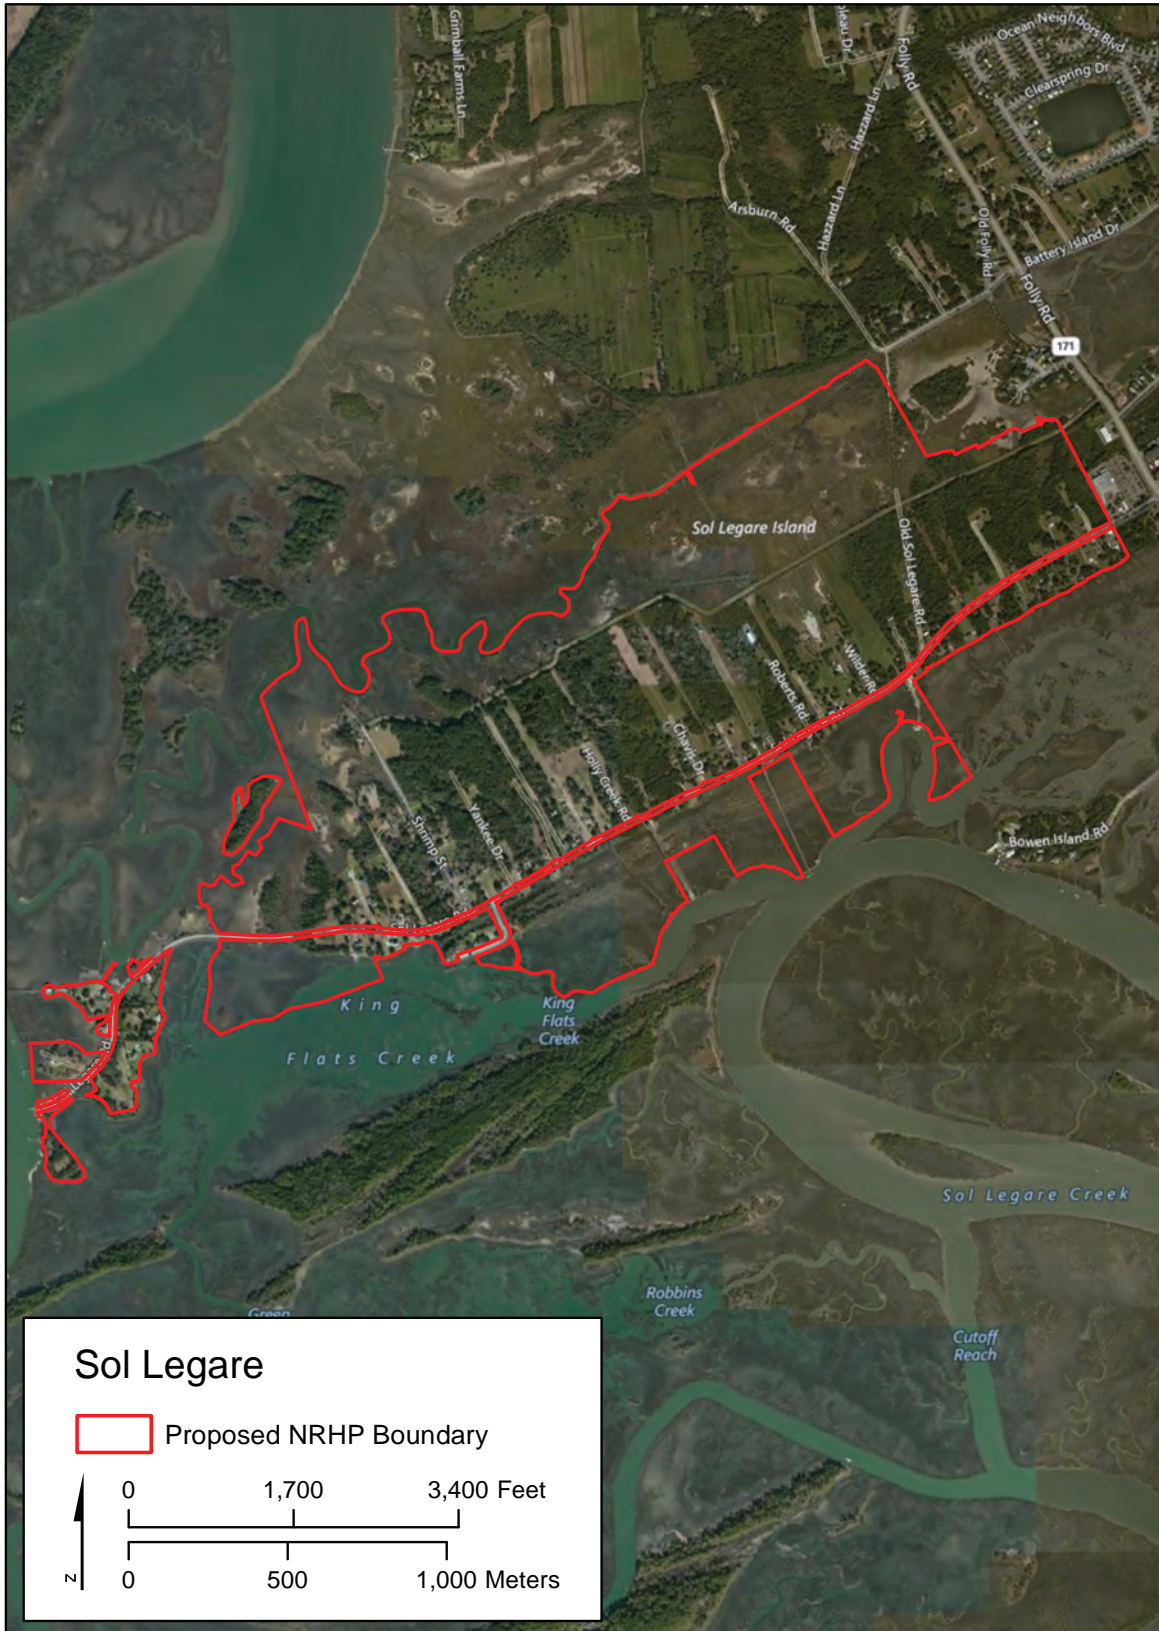 Grimball Farms Ln
oleau Dr
Folly Rd
Ocean Neighbors Blvd
Clearspring Dr
Hazzard Ln
Arsburn Rd
Hazzard Ln
Old Folly Rd
Battery Island Dr
Folly Rd
171
Sol Legare Island
Old Sol Legare Rd
Wilder Rd
Roberts Rd
Chavis Dr
Holly Creek Rd
Yankee Dr
Shrimp St
Bowen Island Rd
King
Flats Creek
King
Flats
Creek
Sol Legare Creek
Robbins
Creek
Green
Cutoff
Reach
Sol Legare
Proposed NRHP Boundary
0 1,700 3,400 Feet
N
0 500 1,000 Meters